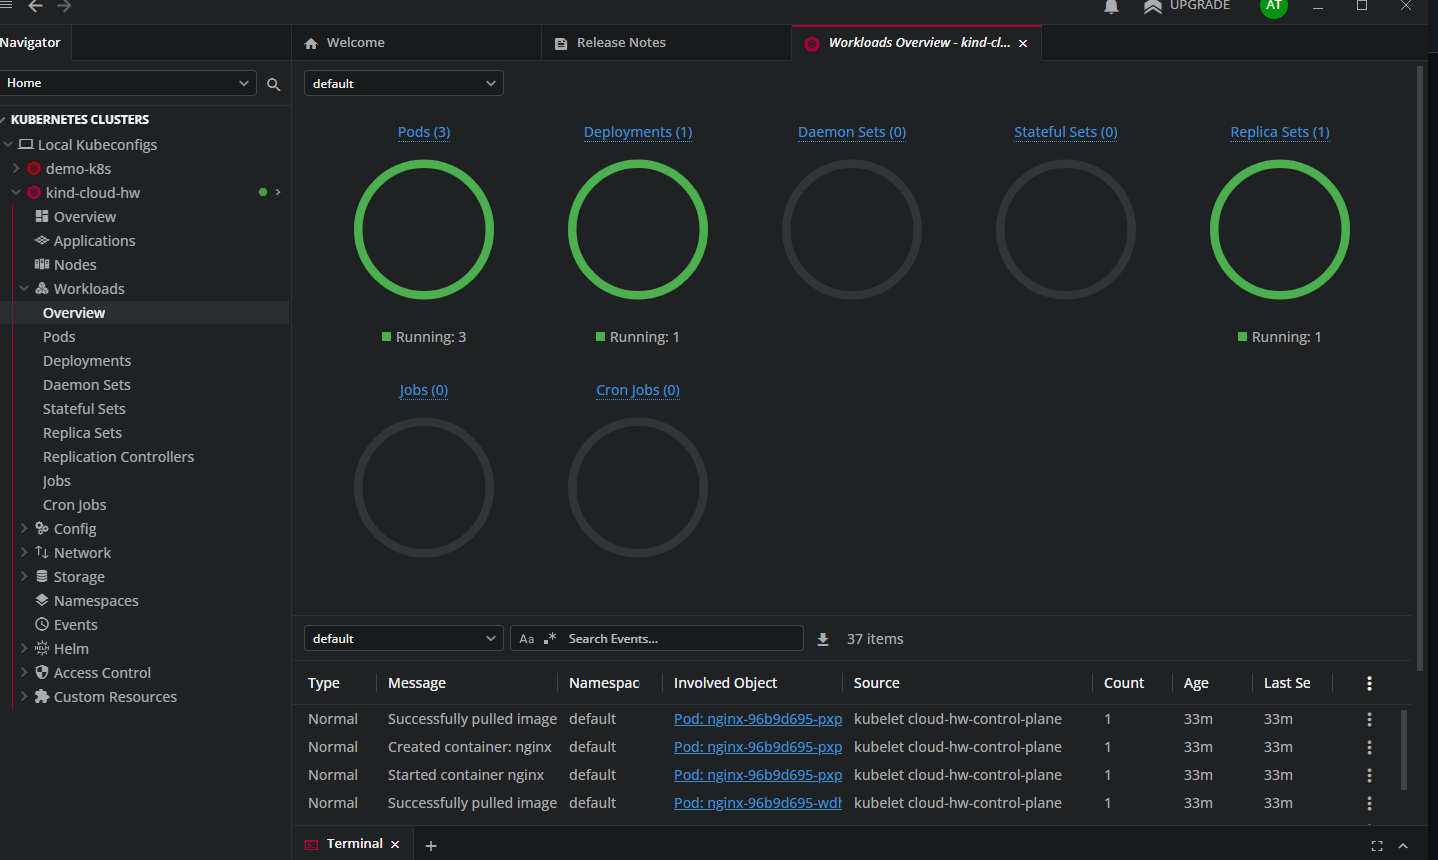 UPGRADE
AT
Navigator
Welcome
Release Notes
Workloads Overview - kind-cl...
Home
default
KUBERNETES CLUSTERS
Local Kubeconfigs
demo-k8s
kind-cloud-hw
Overview
Applications
Nodes
Workloads
Overview
Pods
Deployments
Daemon Sets
Stateful Sets
Replica Sets
Replication Controllers
Jobs
Cron Jobs
Config
Network
Storage
Namespaces
Events
Helm
Access Control
Custom Resources
Pods (3)
Deployments (1)
Daemon Sets (0)
Stateful Sets (0)
Replica Sets (1)
Running: 3
Running: 1
Running: 1
Jobs (0)
Cron Jobs (0)
default
Aa
.*
Search Events...
37 items
Type Message Namespac Involved Object Source Count Age Last Se
Normal Successfully pulled image default Pod: nginx-96b9d695-pxp kubelet cloud-hw-control-plane 1 33m 33m
Normal Created container: nginx default Pod: nginx-96b9d695-pxp kubelet cloud-hw-control-plane 1 33m 33m
Normal Started container nginx default Pod: nginx-96b9d695-pxp kubelet cloud-hw-control-plane 1 33m 33m
Normal Successfully pulled image default Pod: nginx-96b9d695-wdl kubelet cloud-hw-control-plane 1 33m 33m
Terminal